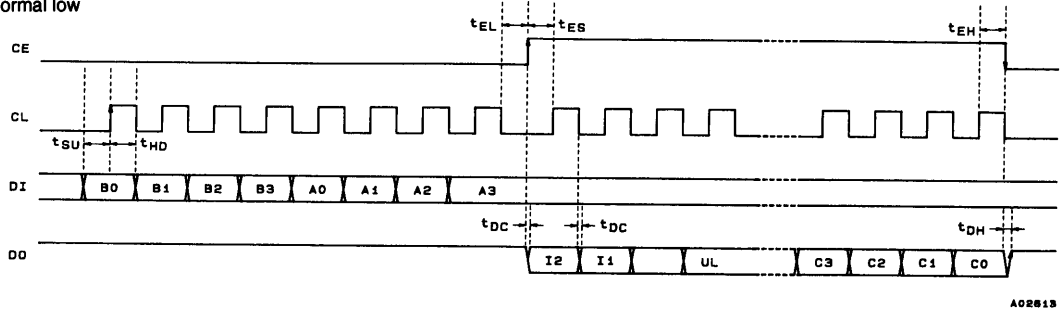 ormal low
tEL tES tEH
CE
CL
tSU tHD
DI B0 B1 B2 B3 A0 A1 A2 A3
tDC tDC tDH
DO I2 I1 UL C3 C2 C1 C0
A02613